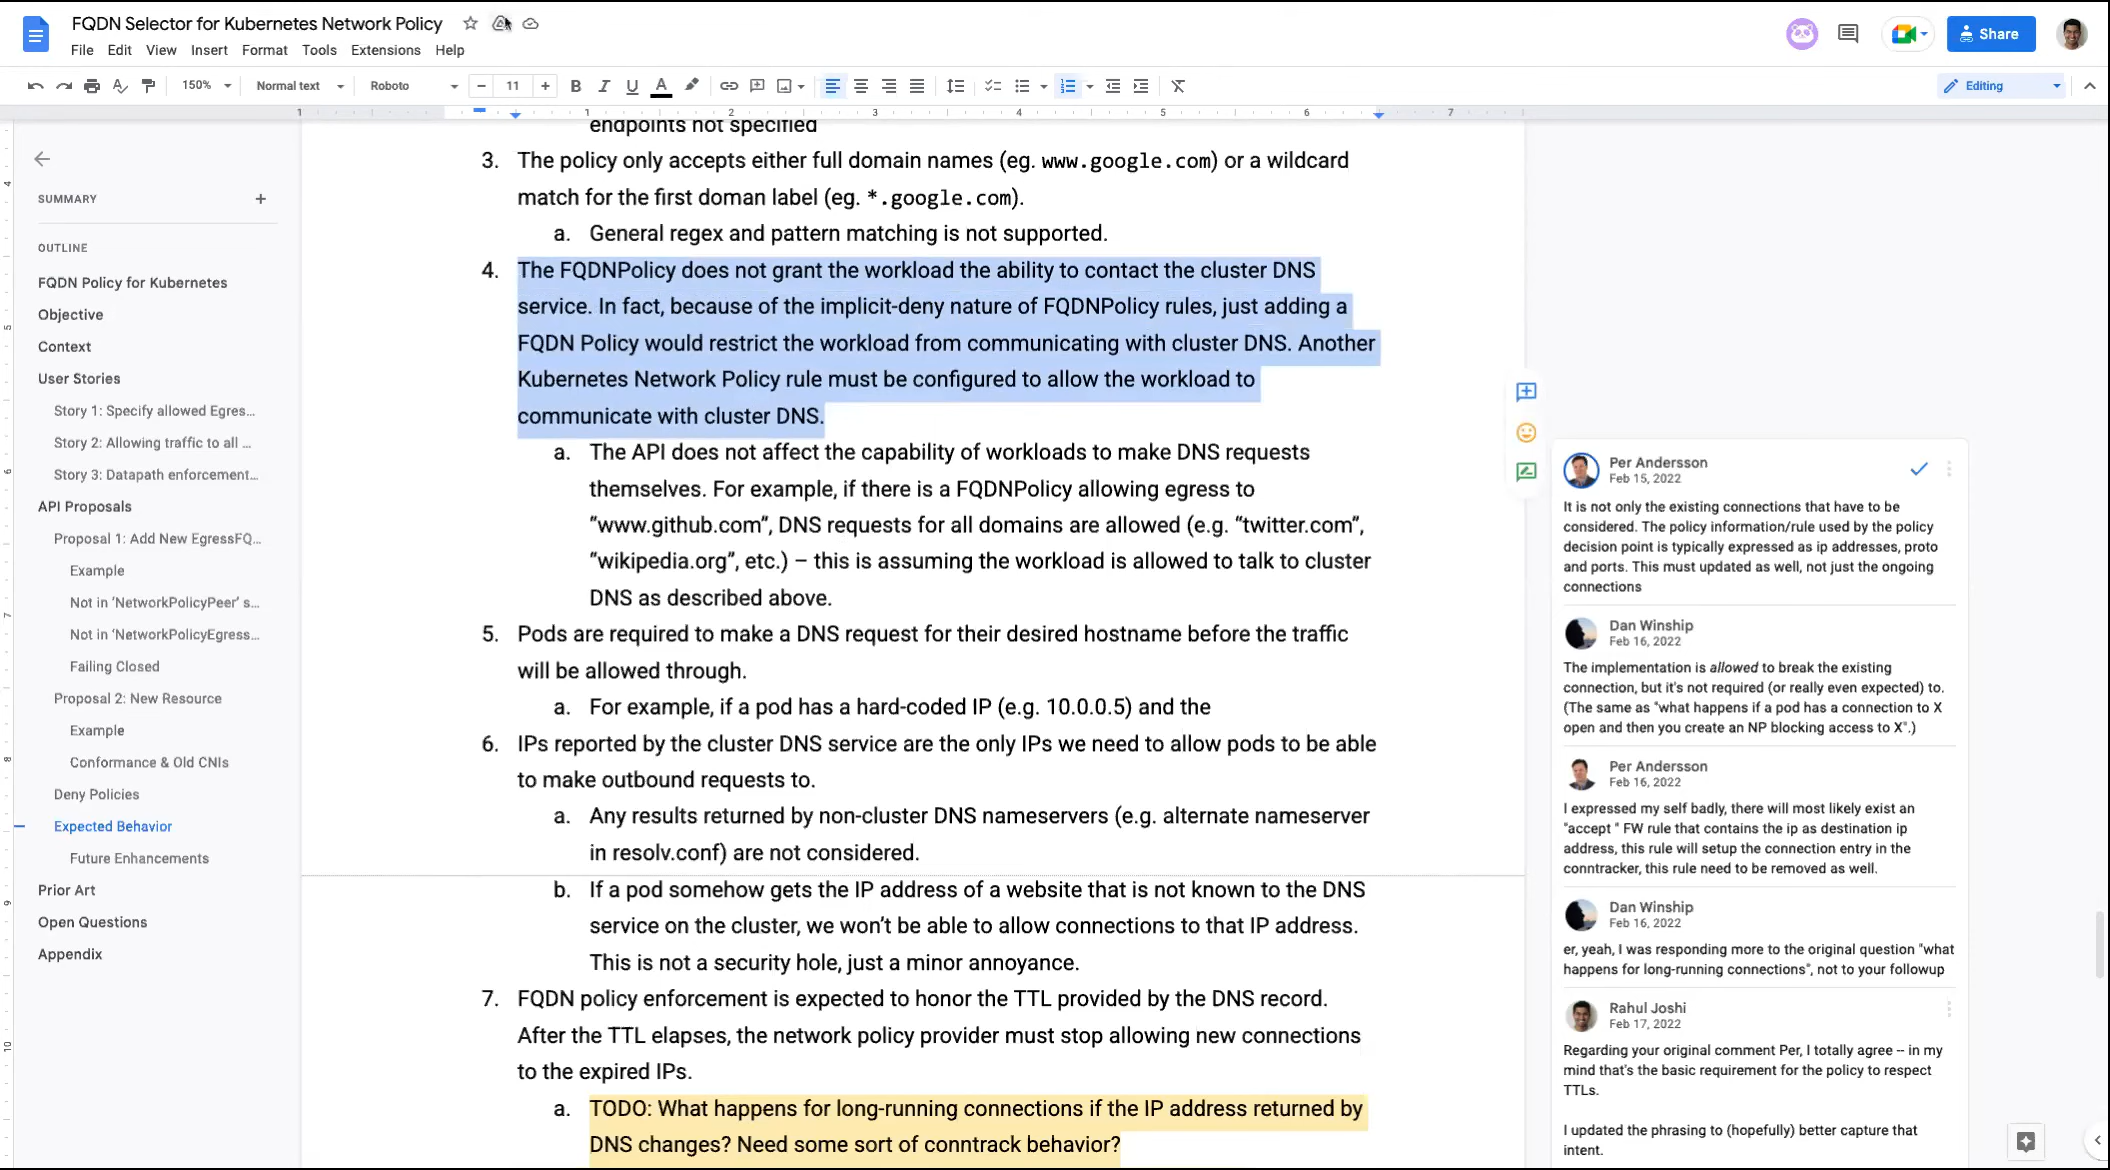 FQDN Selector for Kubernetes Network Policy
File Edit View Insert Format Tools Extensions Help
Share
150% Normal text Roboto − 11 + B I U A Editing
1 1 2 3 4 5 6 7
4
5
6
7
8
9
10
SUMMARY +
OUTLINE
FQDN Policy for Kubernetes
Objective
Context
User Stories
Story 1: Specify allowed Egres...
Story 2: Allowing traffic to all ...
Story 3: Datapath enforcement...
API Proposals
Proposal 1: Add New EgressFQ...
Example
Not in ‘NetworkPolicyPeer’ s...
Not in ‘NetworkPolicyEgress...
Failing Closed
Proposal 2: New Resource
Example
Conformance & Old CNIs
Deny Policies
Expected Behavior
Future Enhancements
Prior Art
Open Questions
Appendix
endpoints not specified
3. The policy only accepts either full domain names (eg. www.google.com) or a wildcard
match for the first doman label (eg. *.google.com).
a. General regex and pattern matching is not supported.
4. The FQDNPolicy does not grant the workload the ability to contact the cluster DNS
service. In fact, because of the implicit-deny nature of FQDNPolicy rules, just adding a
FQDN Policy would restrict the workload from communicating with cluster DNS. Another
Kubernetes Network Policy rule must be configured to allow the workload to
communicate with cluster DNS.
a. The API does not affect the capability of workloads to make DNS requests
themselves. For example, if there is a FQDNPolicy allowing egress to
“www.github.com”, DNS requests for all domains are allowed (e.g. “twitter.com”,
“wikipedia.org”, etc.) – this is assuming the workload is allowed to talk to cluster
DNS as described above.
5. Pods are required to make a DNS request for their desired hostname before the traffic
will be allowed through.
a. For example, if a pod has a hard-coded IP (e.g. 10.0.0.5) and the
6. IPs reported by the cluster DNS service are the only IPs we need to allow pods to be able
to make outbound requests to.
a. Any results returned by non-cluster DNS nameservers (e.g. alternate nameserver
in resolv.conf) are not considered.
b. If a pod somehow gets the IP address of a website that is not known to the DNS
service on the cluster, we won’t be able to allow connections to that IP address.
This is not a security hole, just a minor annoyance.
7. FQDN policy enforcement is expected to honor the TTL provided by the DNS record.
After the TTL elapses, the network policy provider must stop allowing new connections
to the expired IPs.
a. TODO: What happens for long-running connections if the IP address returned by
DNS changes? Need some sort of conntrack behavior?
Per Andersson
Feb 15, 2022
It is not only the existing connections that have to be
considered. The policy information/rule used by the policy
decision point is typically expressed as ip addresses, proto
and ports. This must updated as well, not just the ongoing
connections
Dan Winship
Feb 16, 2022
The implementation is allowed to break the existing
connection, but it's not required (or really even expected) to.
(The same as "what happens if a pod has a connection to X
open and then you create an NP blocking access to X".)
Per Andersson
Feb 16, 2022
I expressed my self badly, there will most likely exist an
"accept " FW rule that contains the ip as destination ip
address, this rule will setup the connection entry in the
conntracker, this rule need to be removed as well.
Dan Winship
Feb 16, 2022
er, yeah, I was responding more to the original question "what
happens for long-running connections", not to your followup
Rahul Joshi
Feb 17, 2022
Regarding your original comment Per, I totally agree -- in my
mind that's the basic requirement for the policy to respect
TTLs.
I updated the phrasing to (hopefully) better capture that
intent.